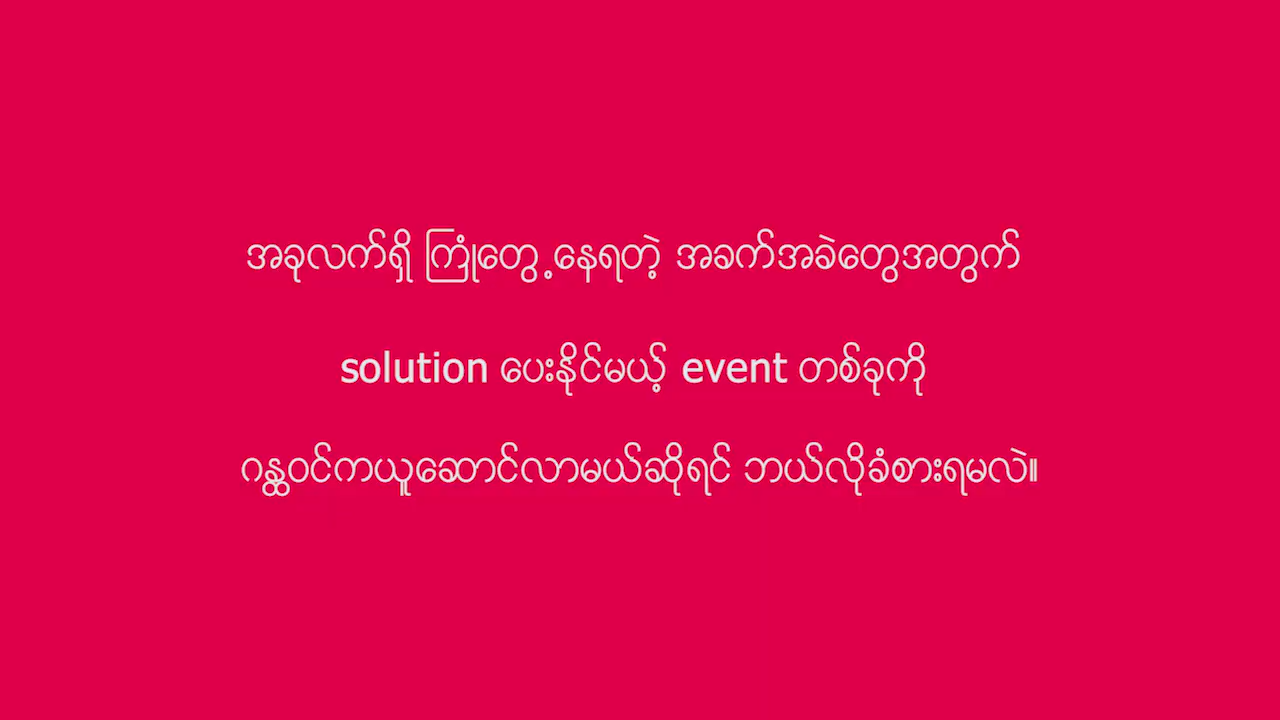 အခုလက်ရှိ ကြုံတွေ့နေရတဲ့ အခက်အခဲတွေအတွက်
solution ပေးနိုင်မယ့် event တစ်ခုကို
ဂန္ထဝင်ကယူဆောင်လာမယ်ဆိုရင် ဘယ်လိုခံစားရမလဲ။